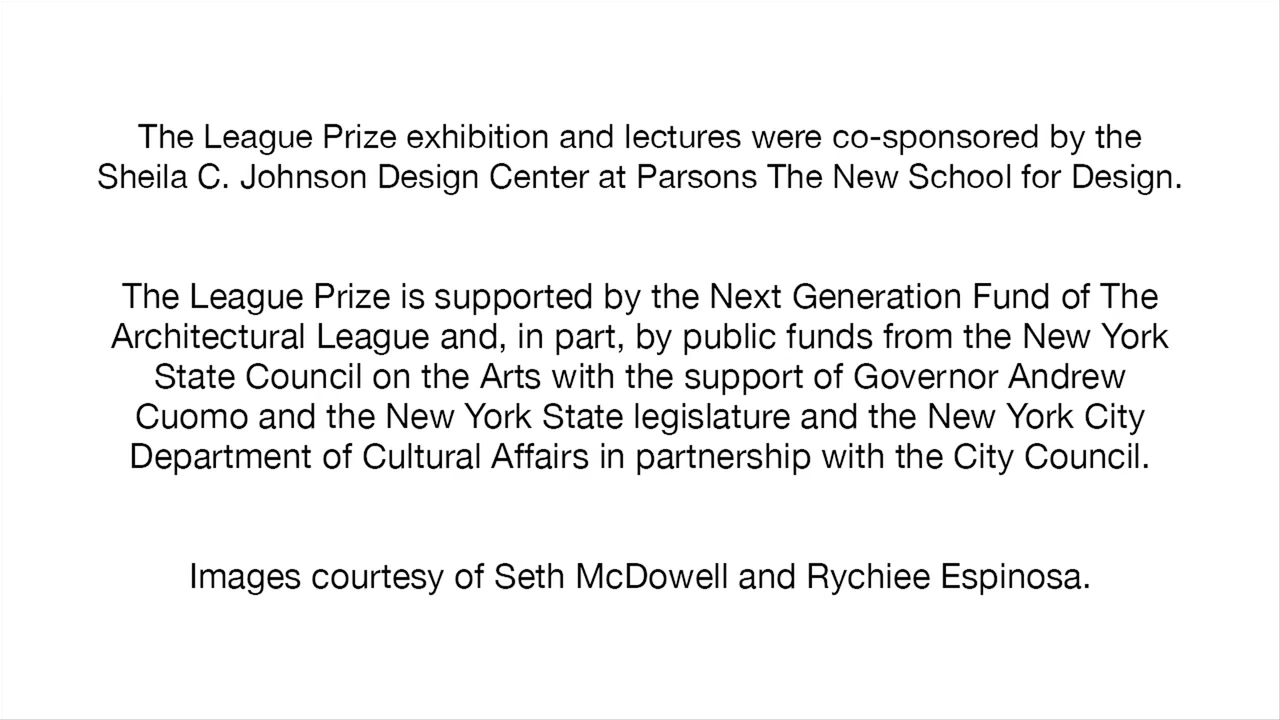 The League Prize exhibition and lectures were co-sponsored by the
Sheila C. Johnson Design Center at Parsons The New School for Design.
The League Prize is supported by the Next Generation Fund of The
Architectural League and, in part, by public funds from the New York
State Council on the Arts with the support of Governor Andrew
Cuomo and the New York State legislature and the New York City
Department of Cultural Affairs in partnership with the City Council.
Images courtesy of Seth McDowell and Rychiee Espinosa.